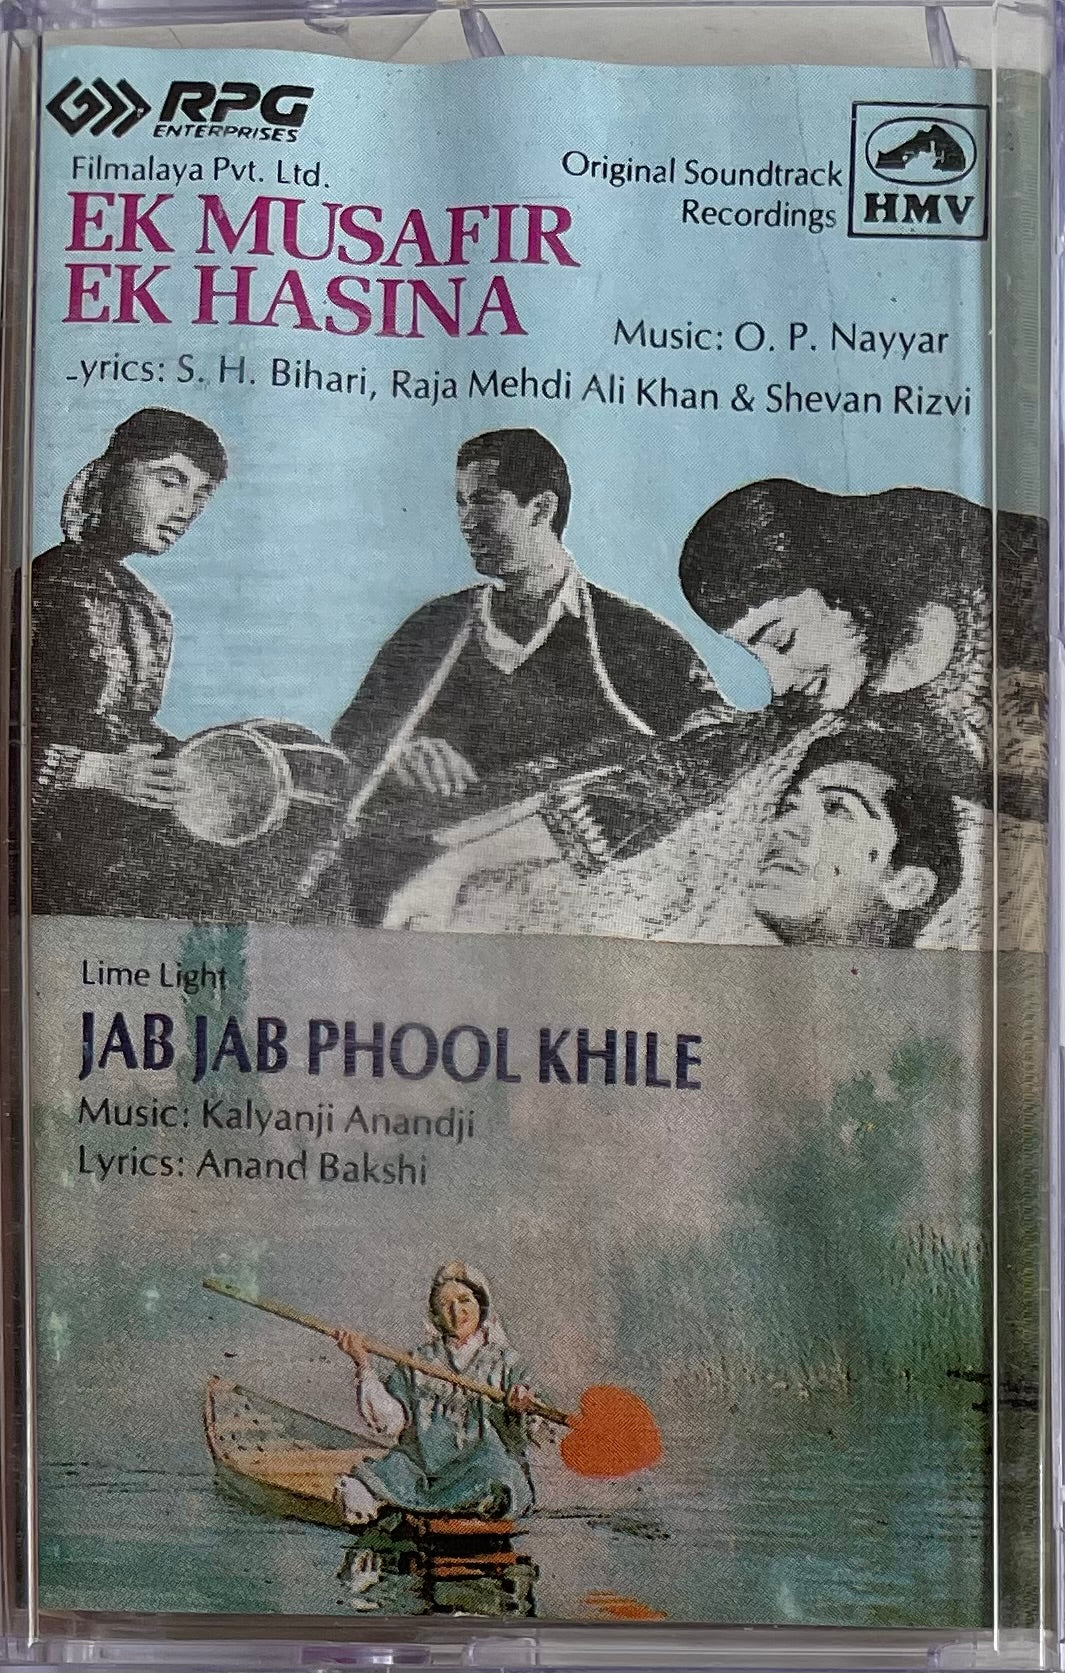 RPG
ENTERPRISES
Filmalaya Pvt. Ltd.
Original Soundtrack
Recordings
HMV
EK MUSAFIR
EK HASINA
Music: O. P. Nayyar
Lyrics: S. H. Bihari, Raja Mehdi Ali Khan & Shevan Rizvi
Lime Light
JAB JAB PHOOL KHILE
Music: Kalyanji Anandji
Lyrics: Anand Bakshi